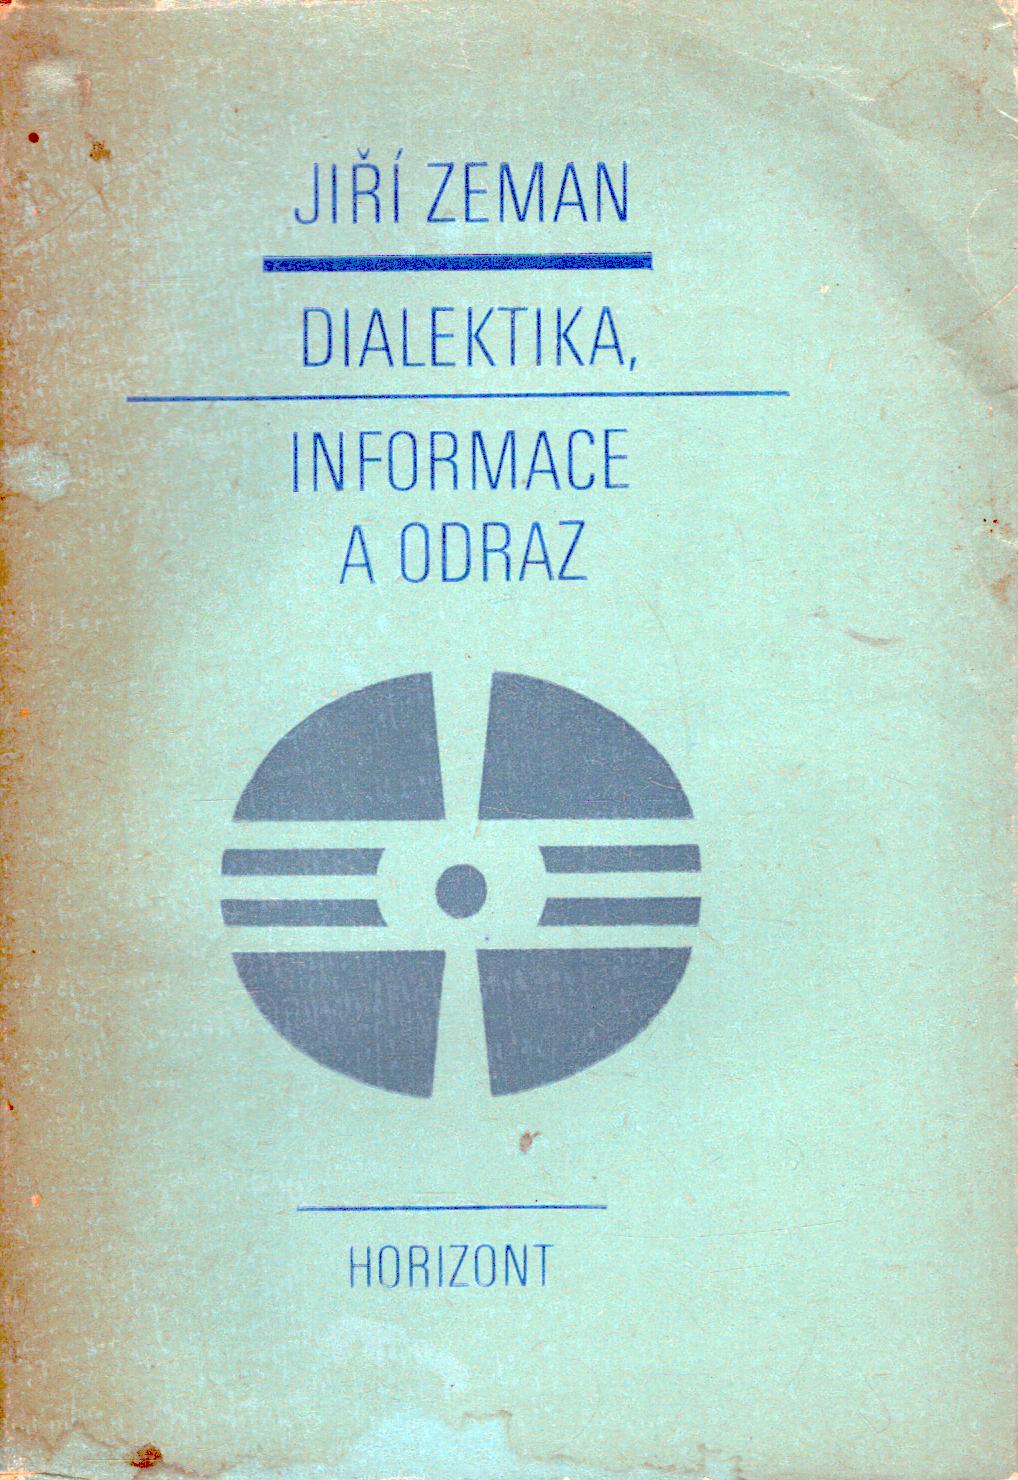 JIŘÍ ZEMAN
DIALEKTIKA,
INFORMACE
A ODRAZ
HORIZONT